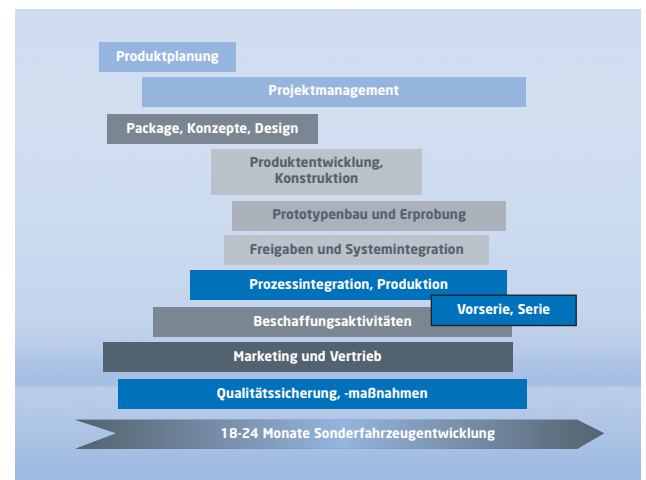 Produktplanung
Projektmanagement
Package, Konzepte, Design
Produktentwicklung,
Konstruktion
Prototypenbau und Erprobung
Freigaben und Systemintegration
Prozessintegration, Produktion
Vorserie, Serie
Beschaffungsaktivitäten
Marketing und Vertrieb
Qualitätssicherung, -maßnahmen
18-24 Monate Sonderfahrzeugentwicklung